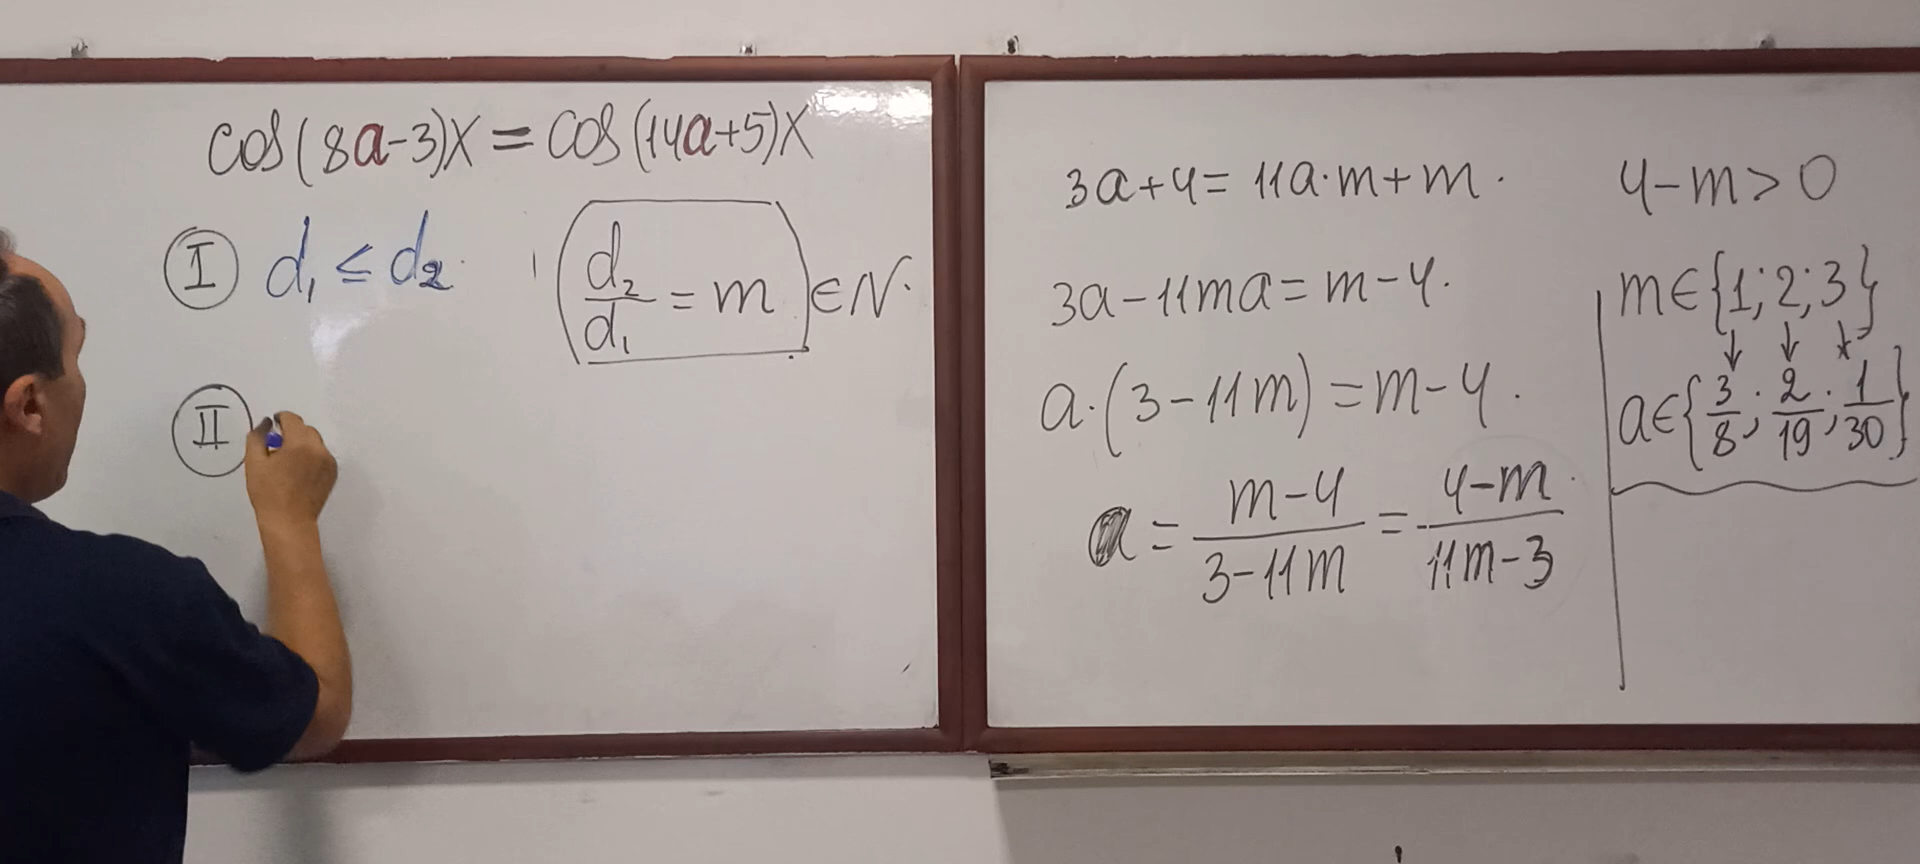 cos(8a-3)x = cos(14a+5)x
I d₁ ≤ d₂. d₂/d₁ = m ∈ N.
II
3a+4 = 11a·m+m.
3a-11ma = m-4.
a·(3-11m) = m-4.
a = (m-4)/(3-11m) = (4-m)/(11m-3)
4-m > 0
m∈{1;2;3}
↓ ↓ ↓
a∈{3/8; 2/19; 1/30}